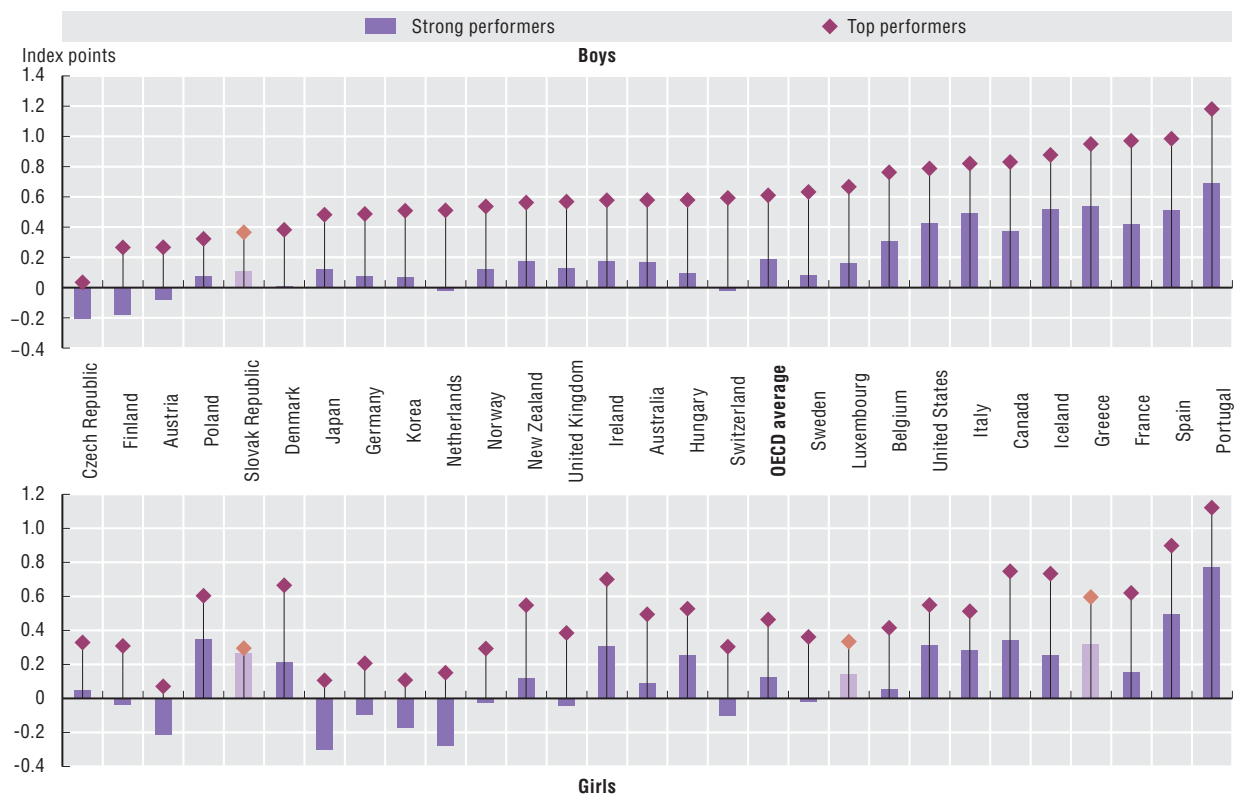 Strong performers
Top performers
Index points
Boys
1.4
1.2
1.0
0.8
0.6
0.4
0.2
0
–0.2
–0.4
Czech Republic
Finland
Austria
Poland
Slovak Republic
Denmark
Japan
Germany
Korea
Netherlands
Norway
New Zealand
United Kingdom
Ireland
Australia
Hungary
Switzerland
OECD average
Sweden
Luxembourg
Belgium
United States
Italy
Canada
Iceland
Greece
France
Spain
Portugal
1.2
1.0
0.8
0.6
0.4
0.2
0
-0.2
-0.4
Girls